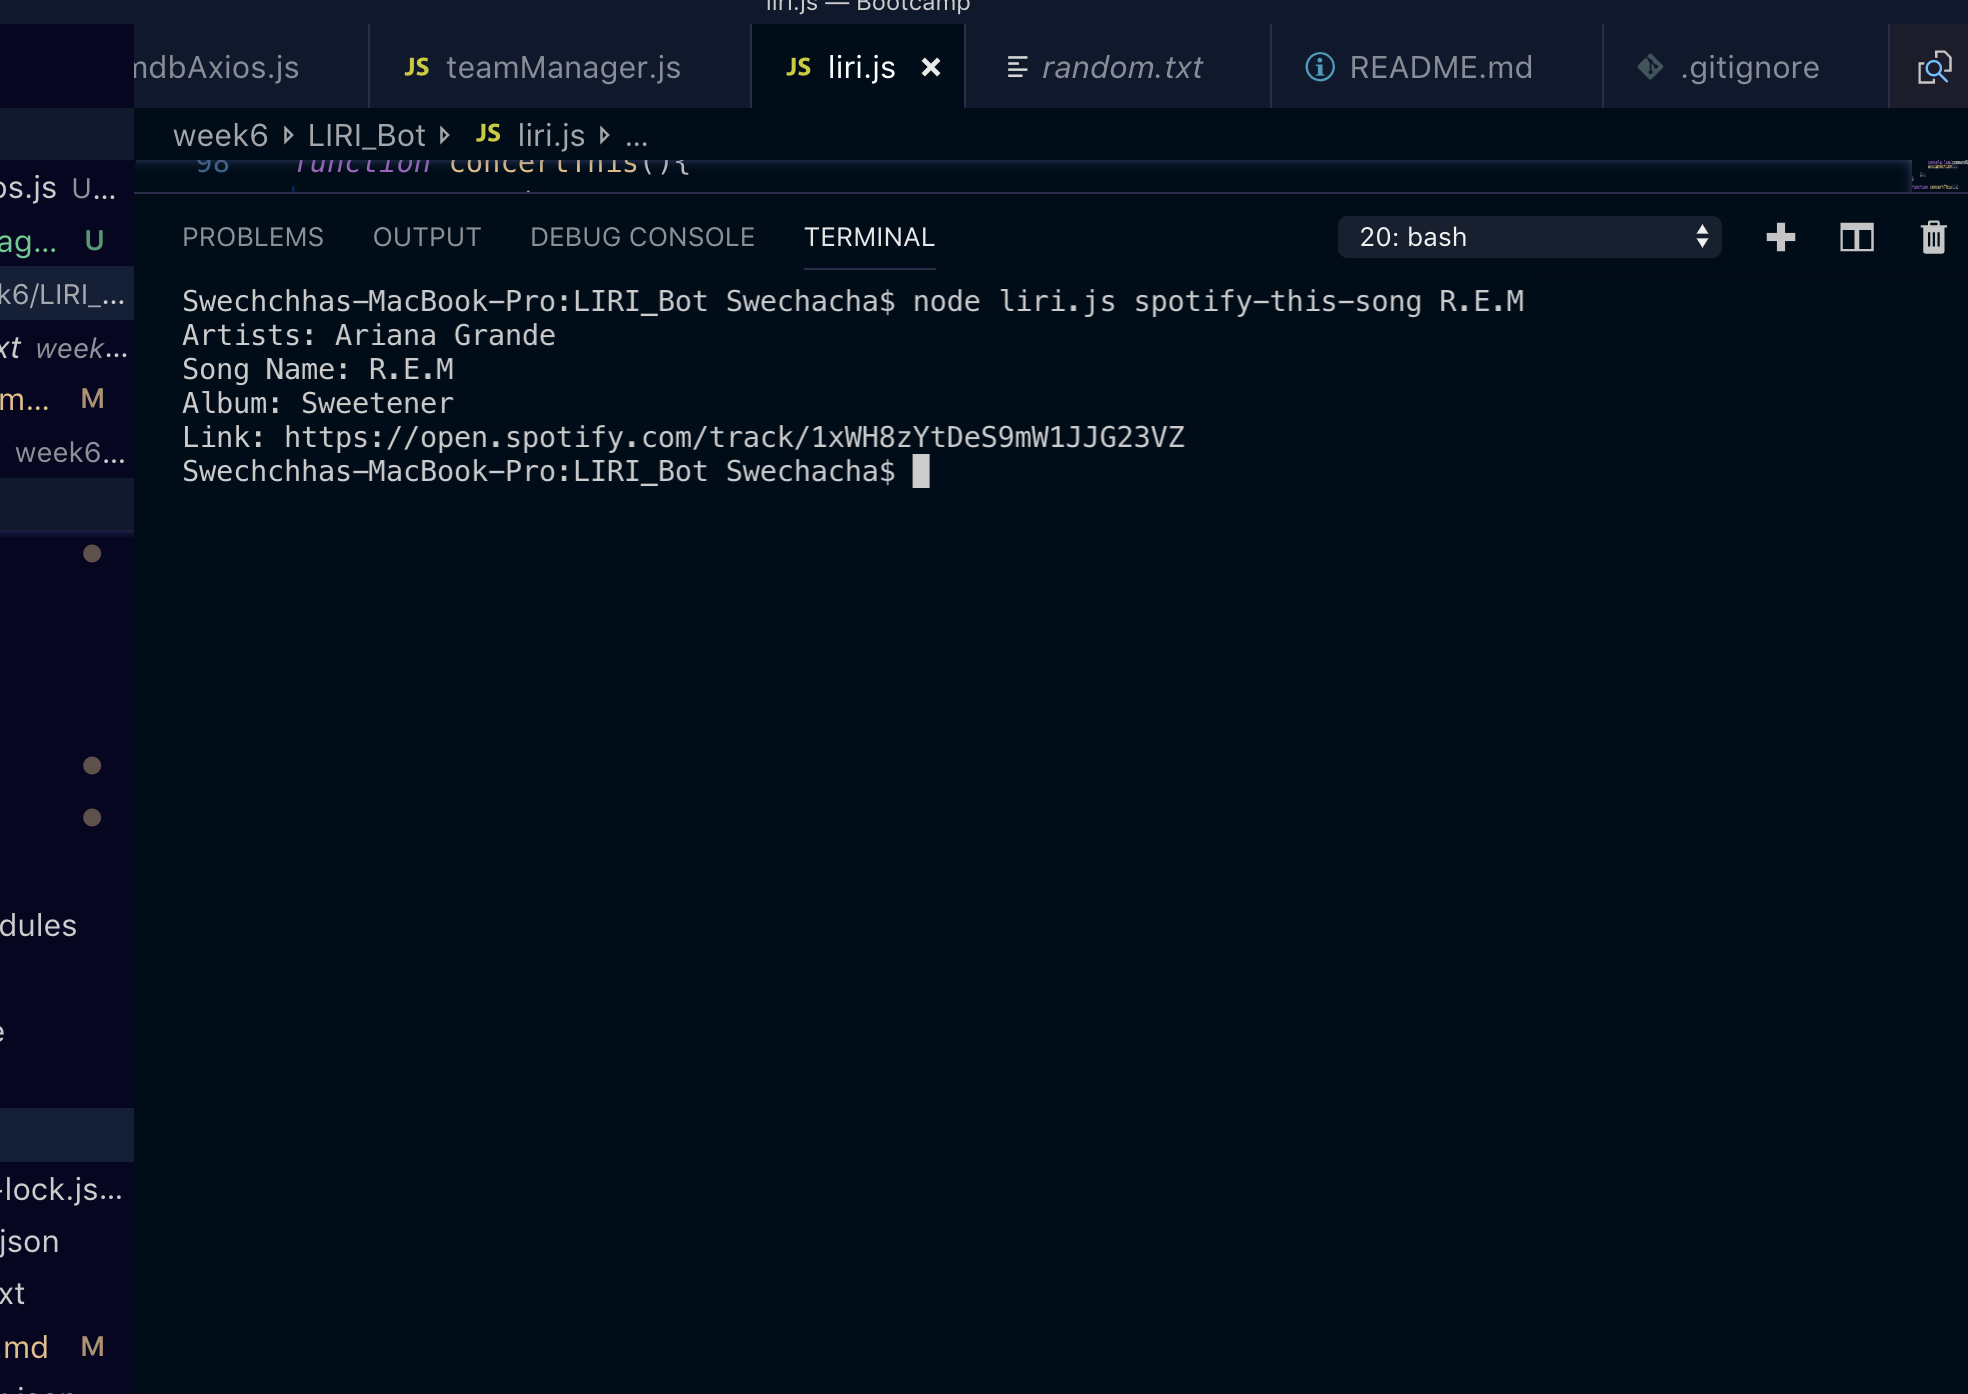 liri.js — Bootcamp
mdbAxios.js
JS teamManager.js
JS liri.js ×
random.txt
README.md
.gitignore
week6 LIRI_Bot JS liri.js ...
98 function concertThis(){
os.js U...
ag... U
k6/LIRI_...
xt week...
m... M
week6...
dules
e
-lock.js...
json
xt
.md M
PROBLEMS OUTPUT DEBUG CONSOLE TERMINAL 20: bash
Swechchhas-MacBook-Pro:LIRI_Bot Swechacha$ node liri.js spotify-this-song R.E.M
Artists: Ariana Grande
Song Name: R.E.M
Album: Sweetener
Link: https://open.spotify.com/track/1xWH8zYtDeS9mW1JJG23VZ
Swechchhas-MacBook-Pro:LIRI_Bot Swechacha$